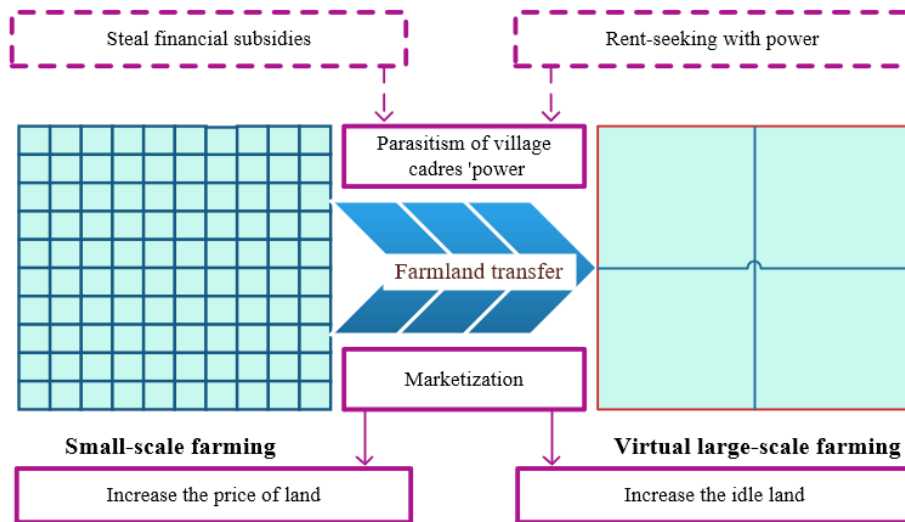 Steal financial subsidies
Rent-seeking with power
Parasitism of village
cadres 'power
Farmland transfer
Marketization
Small-scale farming
Virtual large-scale farming
Increase the price of land
Increase the idle land